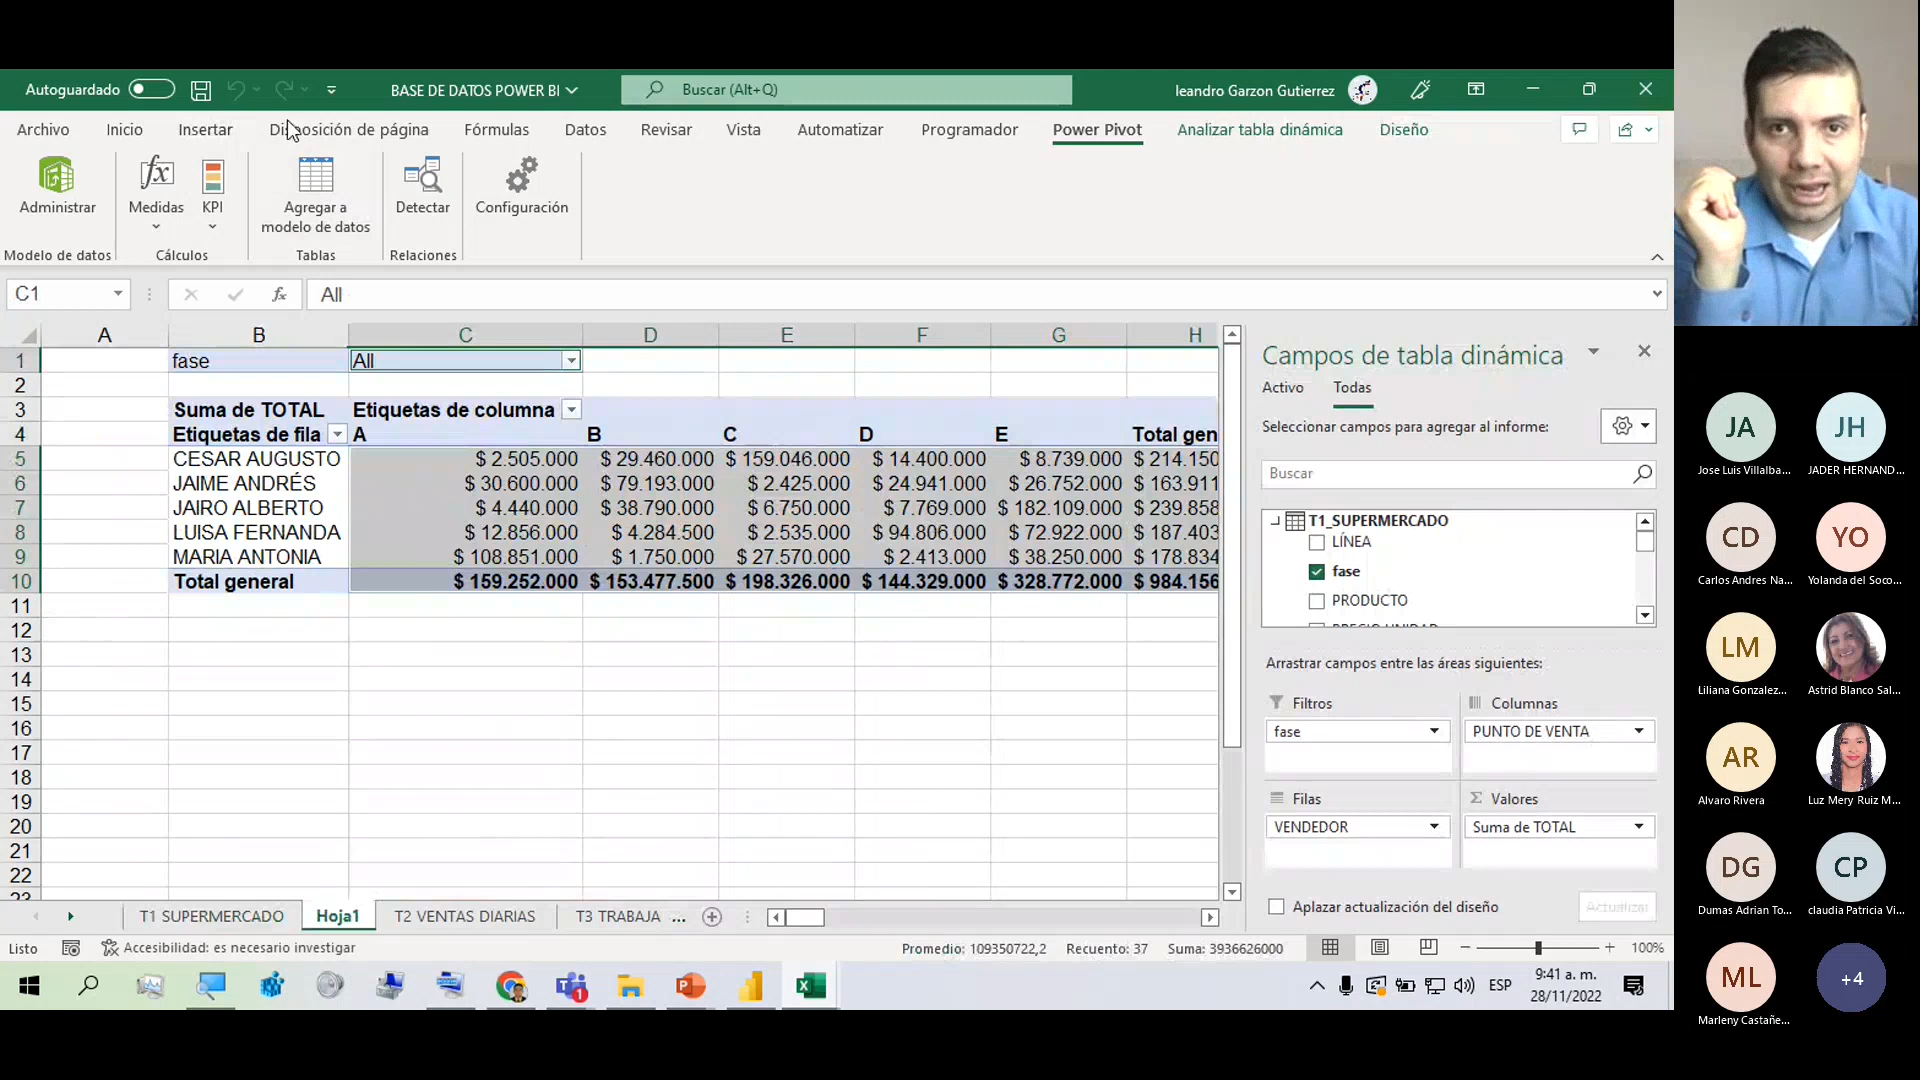 Autoguardado
BASE DE DATOS POWER BI
Buscar (Alt+Q)
leandro Garzon Gutierrez
Archivo Inicio Insertar Disposición de página Fórmulas Datos Revisar Vista Automatizar Programador Power Pivot Analizar tabla dinámica Diseño
Administrar Medidas KPI Agregar a modelo de datos Detectar Configuración
Modelo de datos Cálculos Tablas Relaciones
C1 fx All
A B C D E F G H
1 fase All
2
3 Suma de TOTAL Etiquetas de columna
4 Etiquetas de fila A B C D E Total gen
5 CESAR AUGUSTO $ 2.505.000 $ 29.460.000 $ 159.046.000 $ 14.400.000 $ 8.739.000 $ 214.150
6 JAIME ANDRÉS $ 30.600.000 $ 79.193.000 $ 2.425.000 $ 24.941.000 $ 26.752.000 $ 163.911
7 JAIRO ALBERTO $ 4.440.000 $ 38.790.000 $ 6.750.000 $ 7.769.000 $ 182.109.000 $ 239.858
8 LUISA FERNANDA $ 12.856.000 $ 4.284.500 $ 2.535.000 $ 94.806.000 $ 72.922.000 $ 187.403
9 MARIA ANTONIA $ 108.851.000 $ 1.750.000 $ 27.570.000 $ 2.413.000 $ 38.250.000 $ 178.834
10 Total general $ 159.252.000 $ 153.477.500 $ 198.326.000 $ 144.329.000 $ 328.772.000 $ 984.156
11
12
13
14
15
16
17
18
19
20
21
22
23
Campos de tabla dinámica
Activo Todas
Seleccionar campos para agregar al informe:
Buscar
T1_SUPERMERCADO
LÍNEA
fase
PRODUCTO
PRECIO UNIDAD
Arrastrar campos entre las áreas siguientes:
Filtros Columnas
fase PUNTO DE VENTA
Filas Valores
VENDEDOR Suma de TOTAL
Aplazar actualización del diseño Actualizar
T1 SUPERMERCADO Hoja1 T2 VENTAS DIARIAS T3 TRABAJA ...
Listo Accesibilidad: es necesario investigar Promedio: 109350722,2 Recuento: 37 Suma: 3936626000 100%
1 ESP 9:41 a. m.
28/11/2022
JA JH
Jose Luis Villalba... JADER HERNAND...
CD YO
Carlos Andres Na... Yolanda del Soco...
LM
Liliana Gonzalez... Astrid Blanco Sal...
AR
Alvaro Rivera Luz Mery Ruiz M...
DG CP
Dumas Adrian To... claudia Patricia Vi...
ML +4
Marleny Castañe...